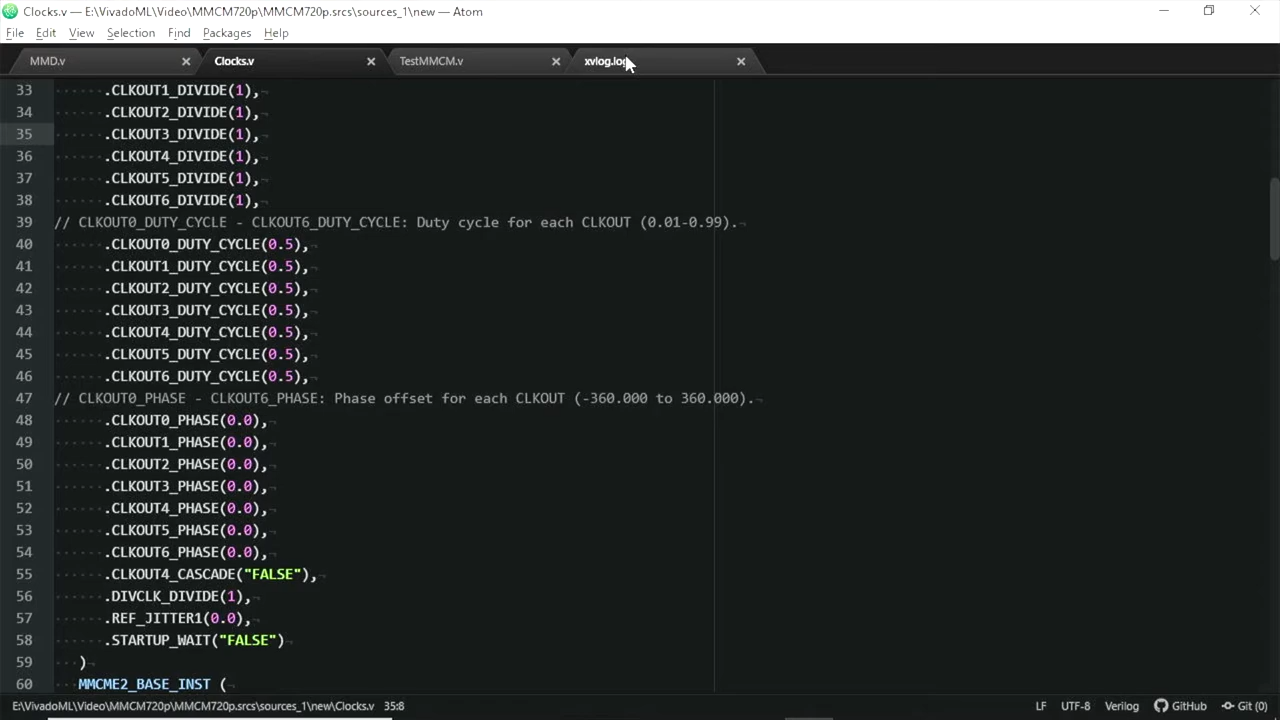 Clocks.v — E:\VivadoML\Video\MMCM720p\MMCM720p.srcs\sources_1\new — Atom
File Edit View Selection Find Packages Help
MMD.v Clocks.v TestMMCM.v xvlog.log
33 .CLKOUT1_DIVIDE(1),
34 .CLKOUT2_DIVIDE(1),
35 .CLKOUT3_DIVIDE(1),
36 .CLKOUT4_DIVIDE(1),
37 .CLKOUT5_DIVIDE(1),
38 .CLKOUT6_DIVIDE(1),
39 // CLKOUT0_DUTY_CYCLE - CLKOUT6_DUTY_CYCLE: Duty cycle for each CLKOUT (0.01-0.99).
40 .CLKOUT0_DUTY_CYCLE(0.5),
41 .CLKOUT1_DUTY_CYCLE(0.5),
42 .CLKOUT2_DUTY_CYCLE(0.5),
43 .CLKOUT3_DUTY_CYCLE(0.5),
44 .CLKOUT4_DUTY_CYCLE(0.5),
45 .CLKOUT5_DUTY_CYCLE(0.5),
46 .CLKOUT6_DUTY_CYCLE(0.5),
47 // CLKOUT0_PHASE - CLKOUT6_PHASE: Phase offset for each CLKOUT (-360.000 to 360.000).
48 .CLKOUT0_PHASE(0.0),
49 .CLKOUT1_PHASE(0.0),
50 .CLKOUT2_PHASE(0.0),
51 .CLKOUT3_PHASE(0.0),
52 .CLKOUT4_PHASE(0.0),
53 .CLKOUT5_PHASE(0.0),
54 .CLKOUT6_PHASE(0.0),
55 .CLKOUT4_CASCADE("FALSE"),
56 .DIVCLK_DIVIDE(1),
57 .REF_JITTER1(0.0),
58 .STARTUP_WAIT("FALSE")
59 )
60 MMCME2_BASE_INST (
E:\VivadoML\Video\MMCM720p\MMCM720p.srcs\sources_1\new\Clocks.v 35:8 LF UTF-8 Verilog GitHub Git (0)